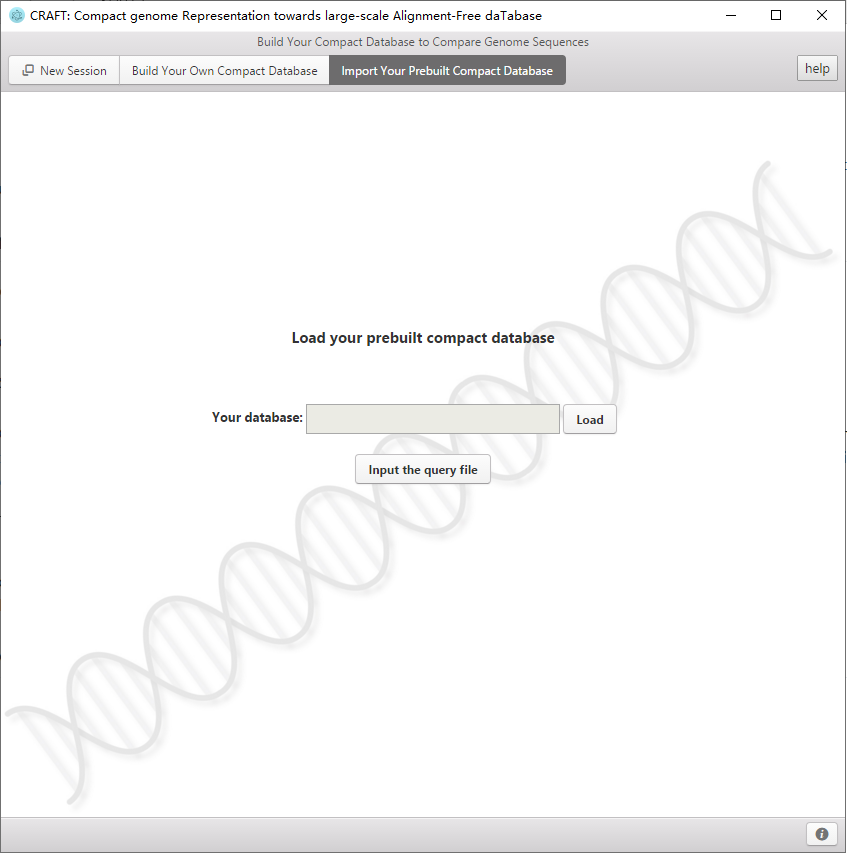 CRAFT: Compact genome Representation towards large-scale Alignment-Free daTabase
Build Your Compact Database to Compare Genome Sequences
New Session Build Your Own Compact Database Import Your Prebuilt Compact Database help
Load your prebuilt compact database
Your database: Load
Input the query file